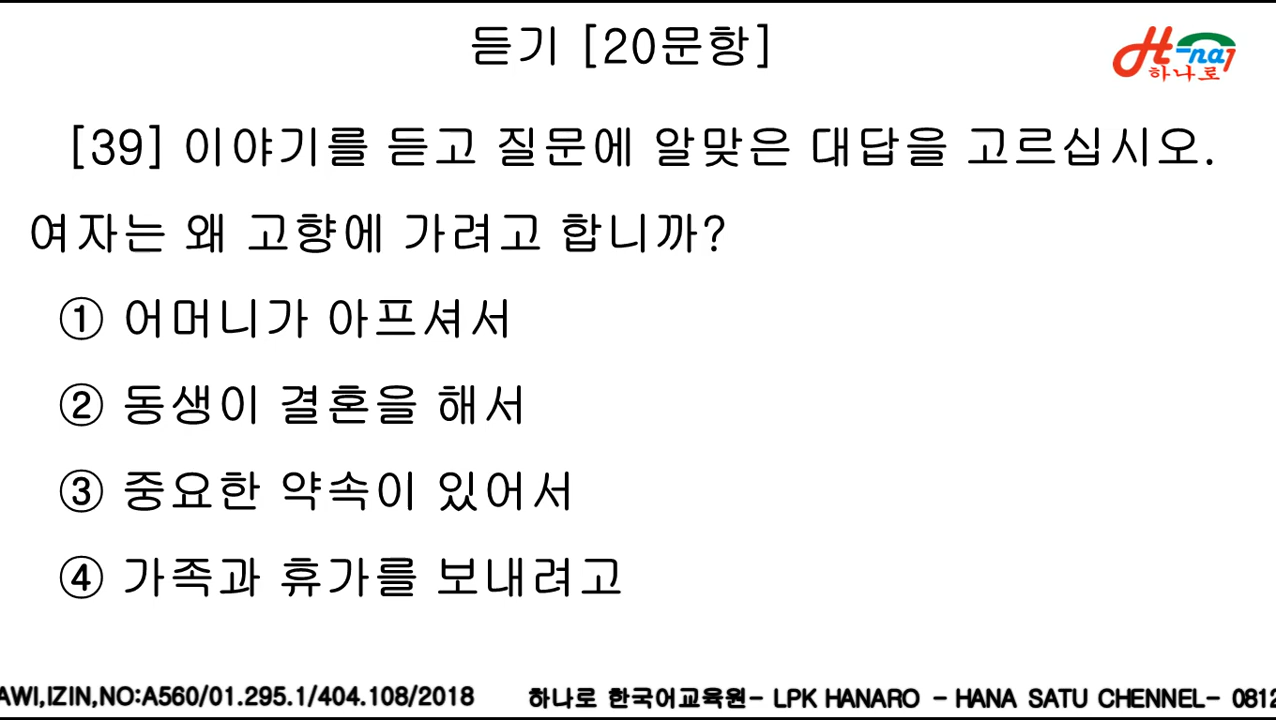 듣기 [20문항]
H-na1
하나로
[39] 이야기를 듣고 질문에 알맞은 대답을 고르십시오.
여자는 왜 고향에 가려고 합니까?
① 어머니가 아프셔서
② 동생이 결혼을 해서
③ 중요한 약속이 있어서
④ 가족과 휴가를 보내려고
AWI,IZIN,NO:A560/01.295.1/404.108/2018 하나로 한국어교육원- LPK HANARO - HANA SATU CHENNEL- 0812